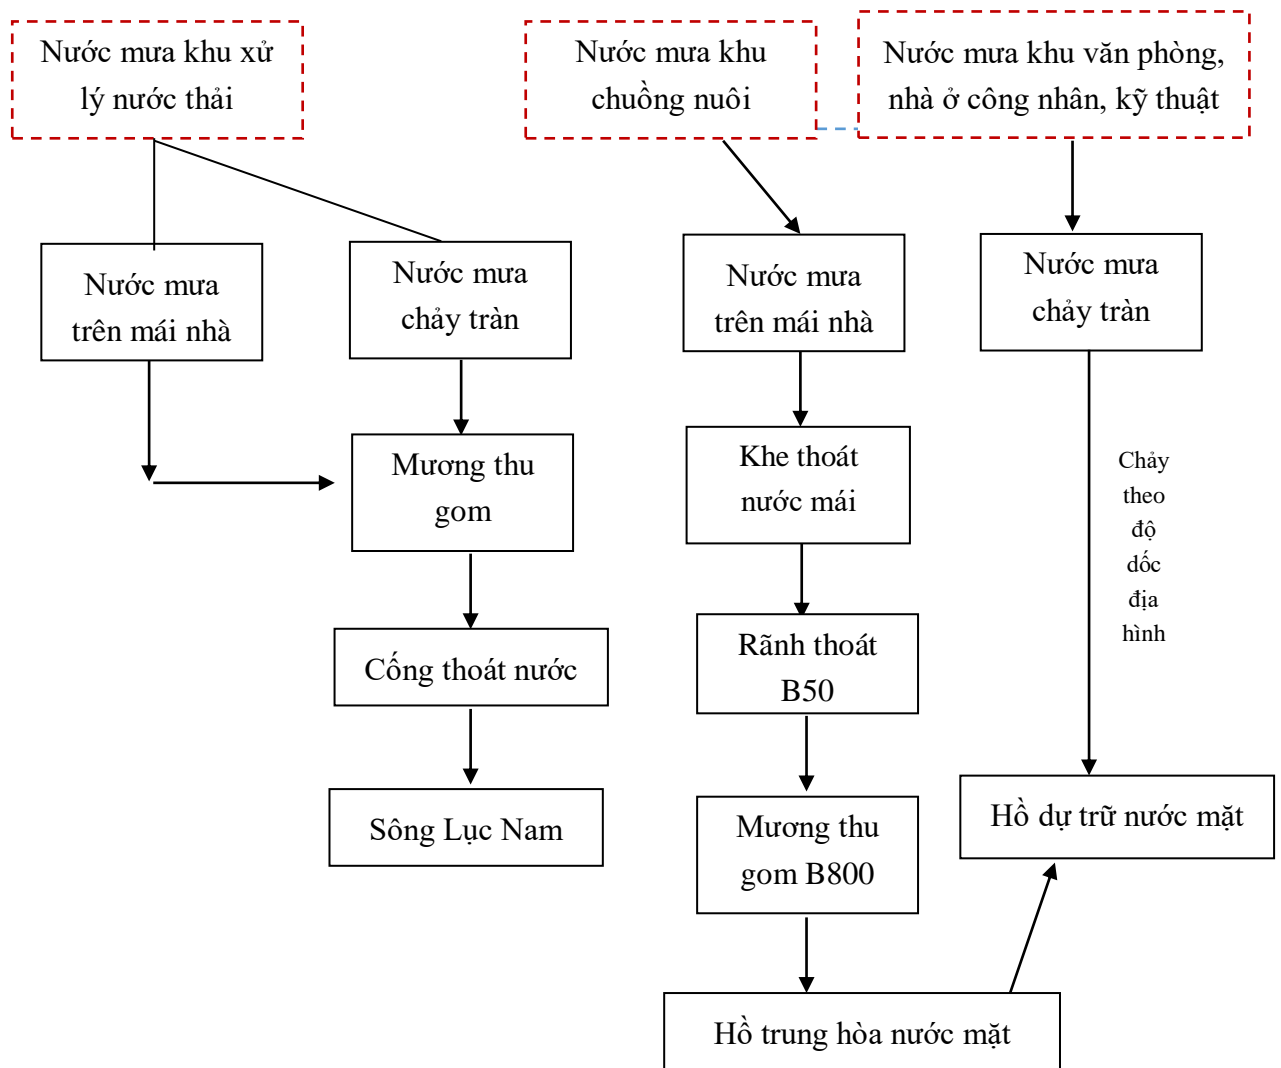 Nước mưa khu xử
lý nước thải
Nước mưa khu
chuồng nuôi
Nước mưa khu văn phòng,
nhà ở công nhân, kỹ thuật
Nước mưa
trên mái nhà
Nước mưa
chảy tràn
Nước mưa
trên mái nhà
Nước mưa
chảy tràn
Mương thu
gom
Khe thoát
nước mái
Chảy
theo
độ
dốc
địa
hình
Cống thoát nước
Rãnh thoát
B50
Sông Lục Nam
Mương thu
gom B800
Hồ dự trữ nước mặt
Hồ trung hòa nước mặt